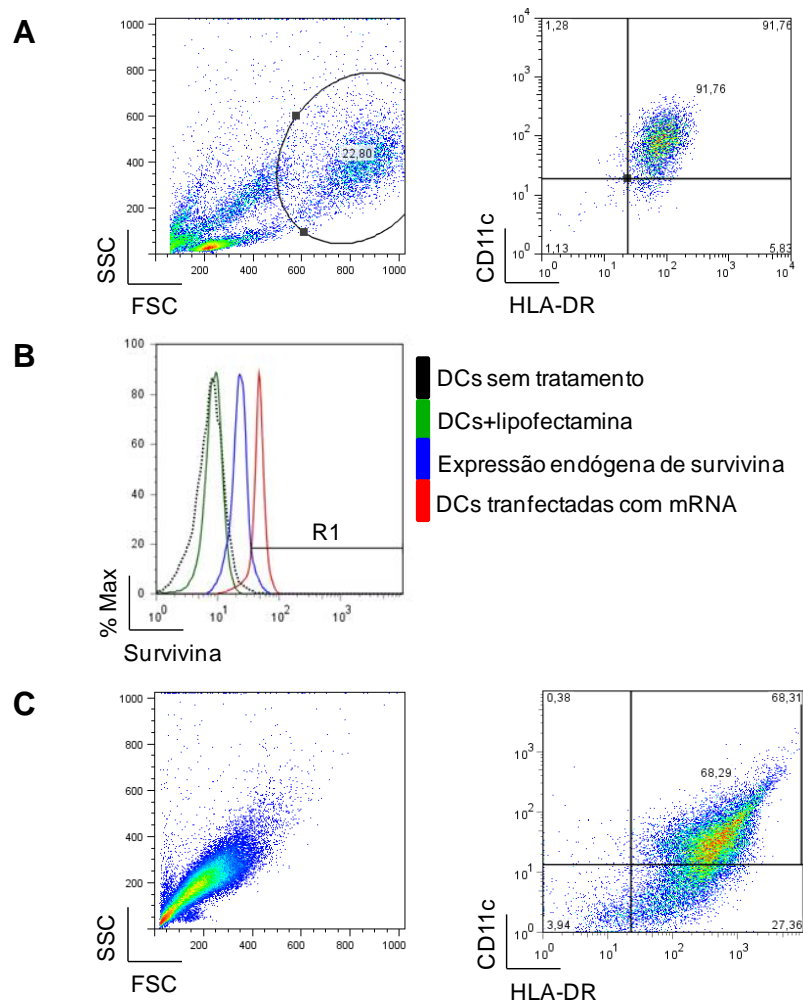 A
1000
800
600
400
200
0
22,80
200 400 600 800 1000
SSC
FSC
1,28 91,76
10^4
10^3
10^2
10^1
10^0
91,76
1,13 5,83
10^0 10^1 10^2 10^3 10^4
CD11c
HLA-DR
B
100
80
60
40
20
0
R1
10^0 10^1 10^2 10^3
% Max
Survivina
DCs sem tratamento
DCs+lipofectamina
Expressão endógena de survivina
DCs tranfectadas com mRNA
C
1000
800
600
400
200
0
200 400 600 800 1000
SSC
FSC
0,38 68,31
10^3
10^2
10^1
10^0
68,29
3,94 27,36
10^0 10^1 10^2 10^3
CD11c
HLA-DR